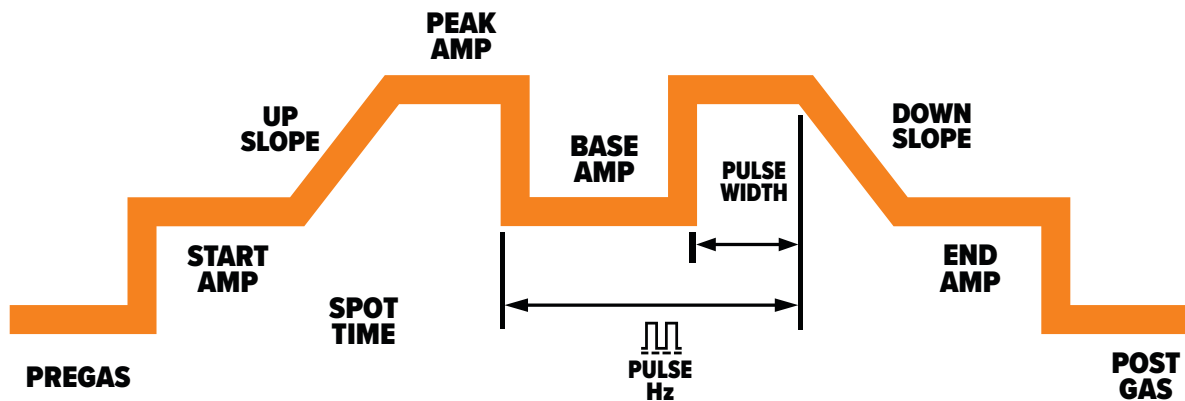 PEAK
AMP
UP
SLOPE
DOWN
SLOPE
BASE
AMP
PULSE
WIDTH
START
AMP
END
AMP
SPOT
TIME
PREGAS
PULSE
Hz
POST
GAS